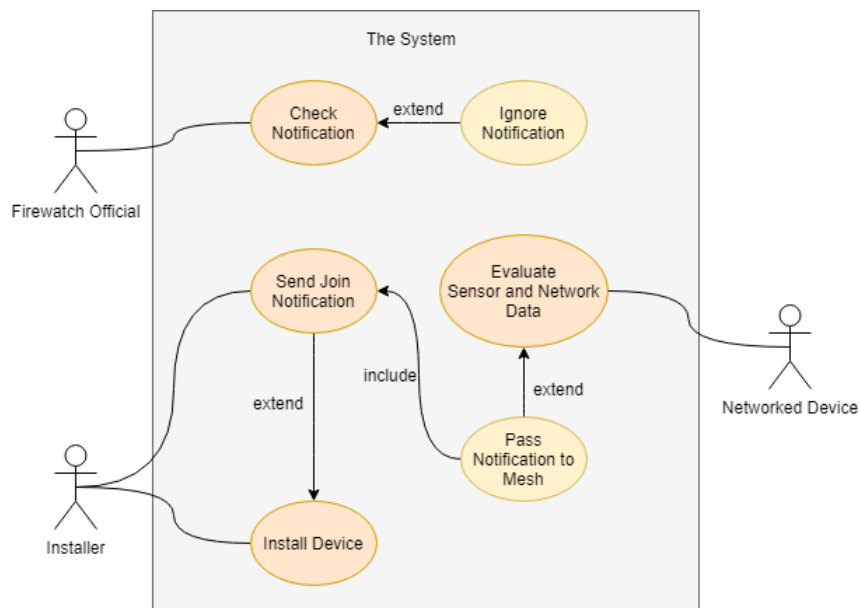 The System
Check
Notification
extend
Ignore
Notification
Firewatch Official
Send Join
Notification
Evaluate
Sensor and Network
Data
include
extend
extend
Networked Device
Pass
Notification to
Mesh
Install Device
Installer